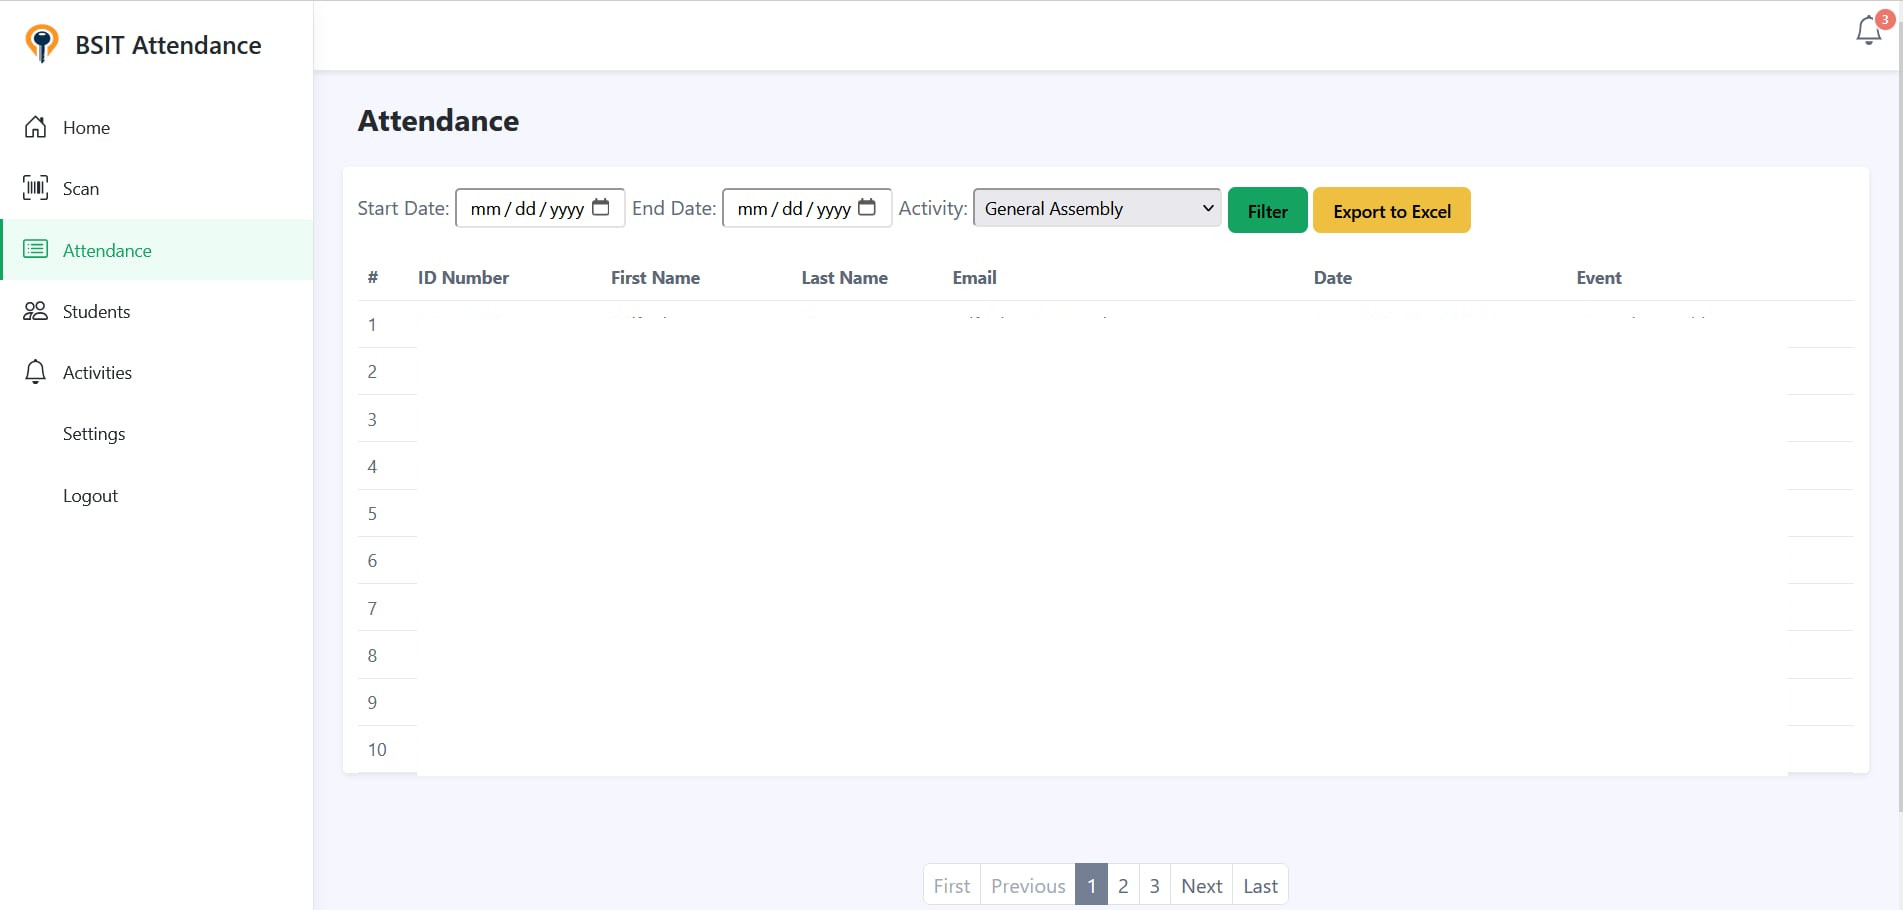 BSIT Attendance
3
Home
Scan
Attendance
Students
Activities
Settings
Logout
Attendance
Start Date: mm/dd/yyyy End Date: mm/dd/yyyy Activity: General Assembly Filter Export to Excel
# ID Number First Name Last Name Email Date Event
1
2
3
4
5
6
7
8
9
10
First Previous 1 2 3 Next Last